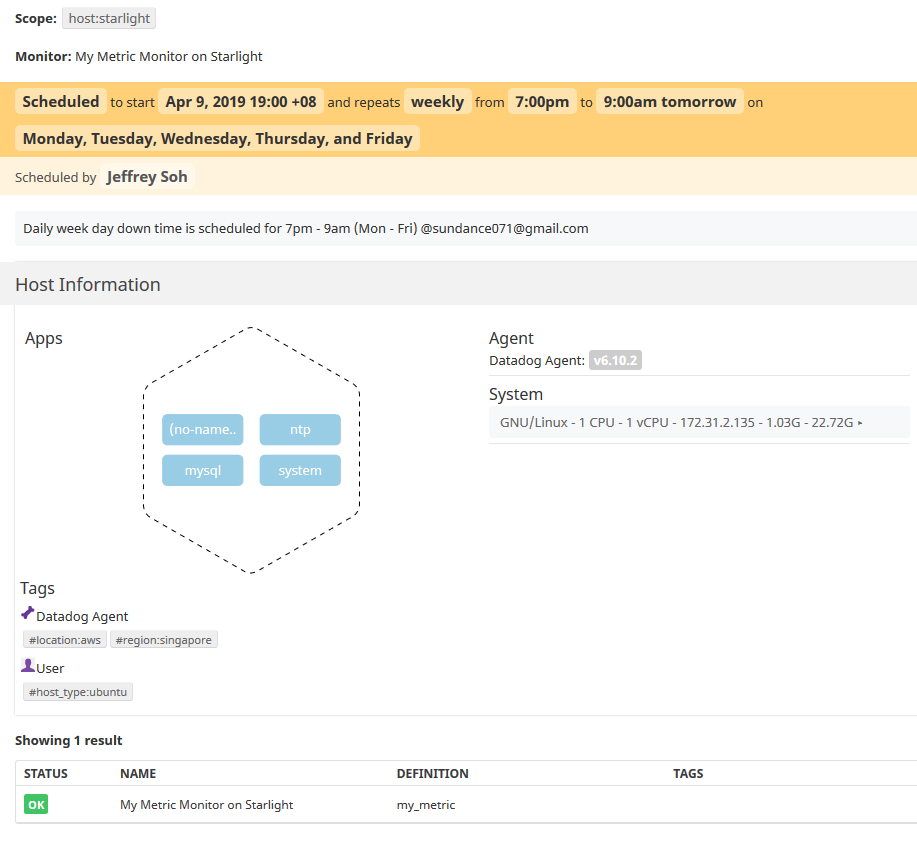 Scope: host:starlight
Monitor: My Metric Monitor on Starlight
Scheduled to start Apr 9, 2019 19:00 +08 and repeats weekly from 7:00pm to 9:00am tomorrow on
Monday, Tuesday, Wednesday, Thursday, and Friday
Scheduled by Jeffrey Soh
Daily week day down time is scheduled for 7pm - 9am (Mon - Fri) @sundance071@gmail.com
Host Information
Apps
(no-name..
ntp
mysql
system
Agent
Datadog Agent: v6.10.2
System
GNU/Linux - 1 CPU - 1 vCPU - 172.31.2.135 - 1.03G - 22.72G ▸
Tags
Datadog Agent
#location:aws #region:singapore
User
#host_type:ubuntu
Showing 1 result
STATUS NAME DEFINITION TAGS
OK My Metric Monitor on Starlight my_metric